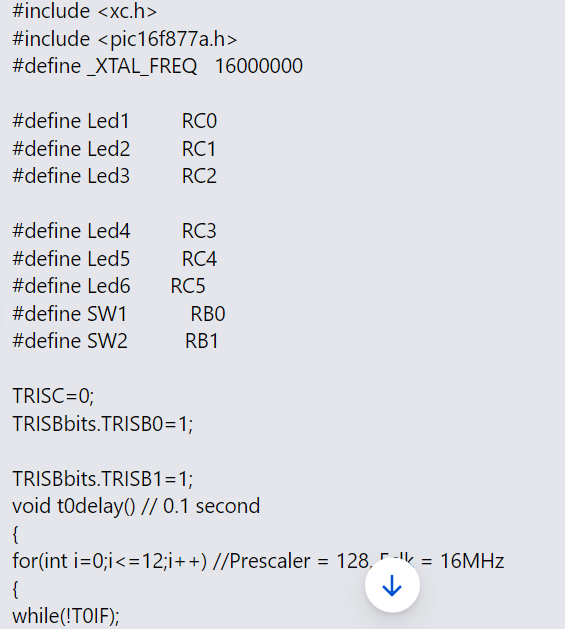 #include <xc.h>
#include <pic16f877a.h>
#define _XTAL_FREQ   16000000
#define Led1         RC0
#define Led2         RC1
#define Led3         RC2
#define Led4         RC3
#define Led5         RC4
#define Led6       RC5
#define SW1           RB0
#define SW2          RB1
TRISC=0;
TRISBbits.TRISB0=1;
TRISBbits.TRISB1=1;
void t0delay() // 0.1 second
{
for(int i=0;i<=12;i++) //Prescaler = 128, = 16MHz
{
while(!T0IF);